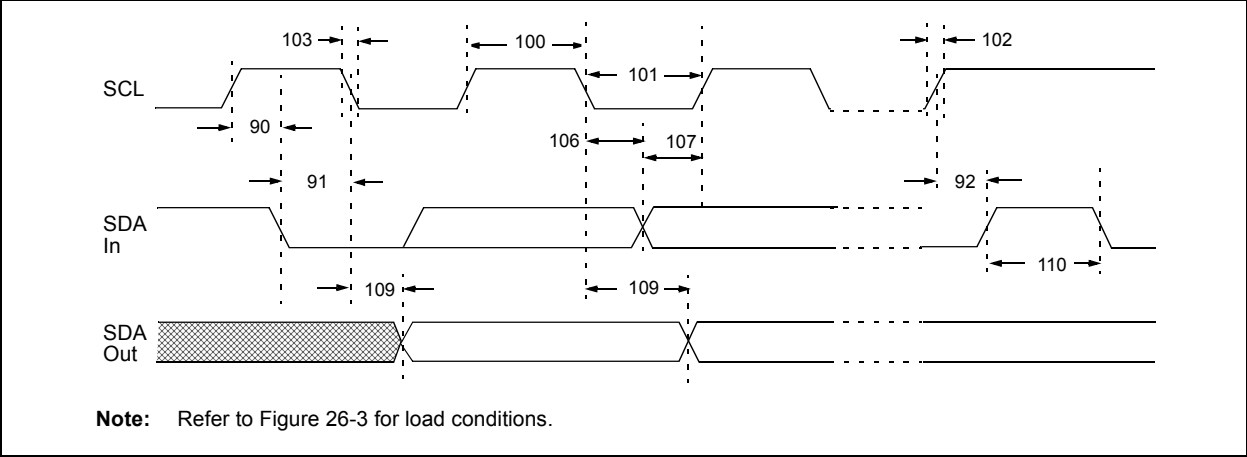 103
100
101
102
SCL
90
106
107
91
92
SDA
In
109
109
110
SDA
Out
Note: Refer to Figure 26-3 for load conditions.